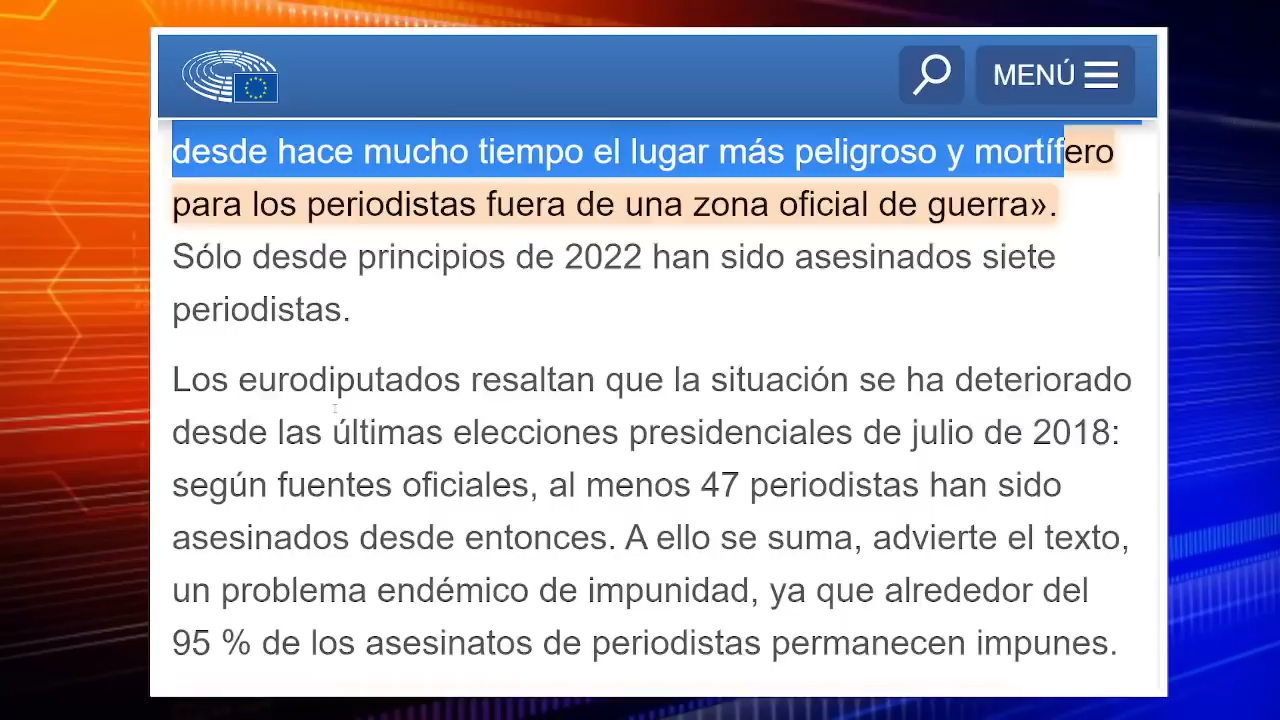 MENÚ
desde hace mucho tiempo el lugar más peligroso y mortífero
para los periodistas fuera de una zona oficial de guerra».
Sólo desde principios de 2022 han sido asesinados siete
periodistas.
Los eurodiputados resaltan que la situación se ha deteriorado
desde las últimas elecciones presidenciales de julio de 2018:
según fuentes oficiales, al menos 47 periodistas han sido
asesinados desde entonces. A ello se suma, advierte el texto,
un problema endémico de impunidad, ya que alrededor del
95 % de los asesinatos de periodistas permanecen impunes.